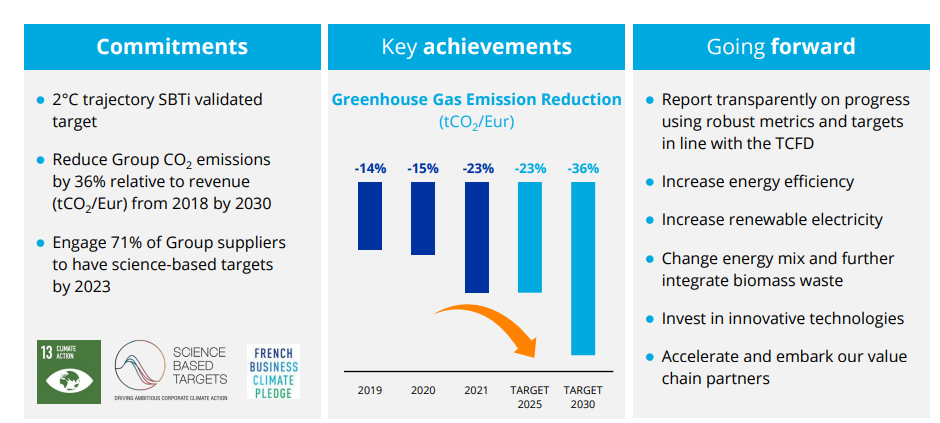 Commitments
2°C trajectory SBTi validated
target
Reduce Group CO₂ emissions
by 36% relative to revenue
(tCO₂/Eur) from 2018 by 2030
Engage 71% of Group suppliers
to have science-based targets
by 2023
13 CLIMATE
ACTION
SCIENCE
BASED
TARGETS
DRIVING AMBITIOUS CORPORATE CLIMATE ACTION
FRENCH
BUSINESS
CLIMATE
PLEDGE
Key achievements
Greenhouse Gas Emission Reduction
(tCO₂/Eur)
-14% -15% -23% -23% -36%
2019 2020 2021 TARGET TARGET
2025 2030
Going forward
Report transparently on progress
using robust metrics and targets
in line with the TCFD
Increase energy efficiency
Increase renewable electricity
Change energy mix and further
integrate biomass waste
Invest in innovative technologies
Accelerate and embark our value
chain partners